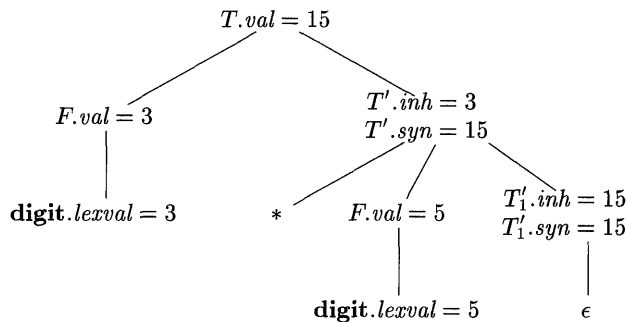 T.val = 15
F.val = 3
T′.inh = 3
T′.syn = 15
digit.lexval = 3
*
F.val = 5
T′₁.inh = 15
T′₁.syn = 15
digit.lexval = 5
ϵ